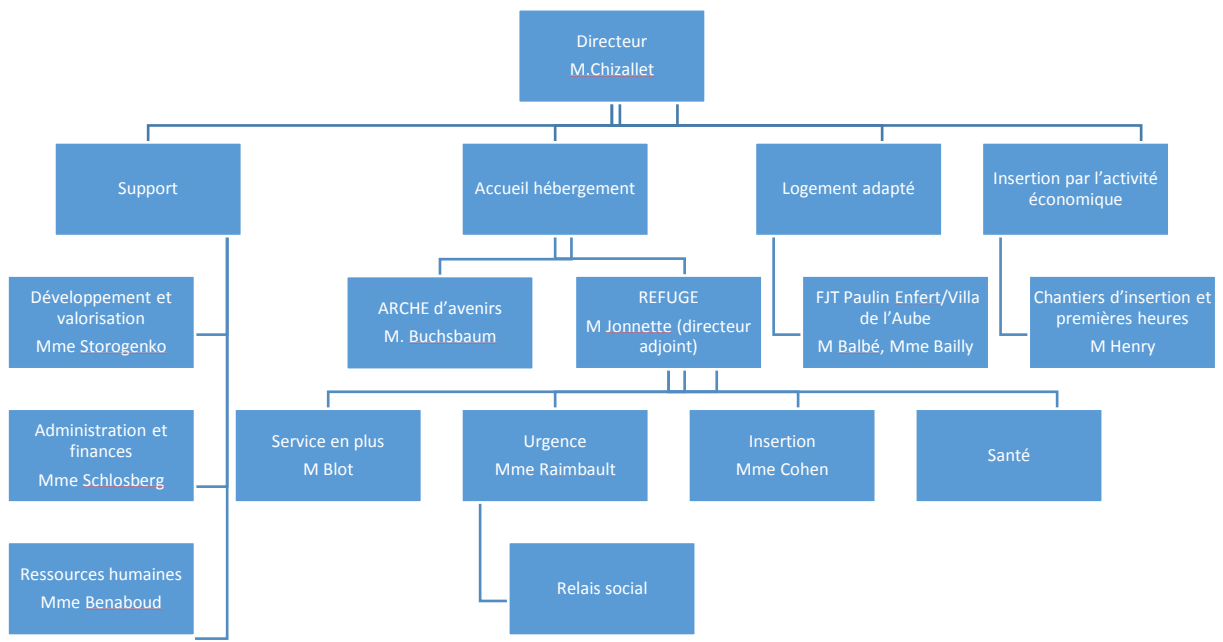 Directeur
M.Chizallet
Support
Accueil hébergement
Logement adapté
Insertion par l'activité
économique
Développement et
valorisation
Mme Storogenko
ARCHE d'avenirs
M. Buchsbaum
REFUGE
M Jonnette (directeur
adjoint)
FJT Paulin Enfert/Villa
de l'Aube
M Balbé, Mme Bailly
Chantiers d'insertion et
premières heures
M Henry
Administration et
finances
Mme Schlosberg
Service en plus
M Blot
Urgence
Mme Raimbault
Insertion
Mme Cohen
Santé
Ressources humaines
Mme Benaboud
Relais social